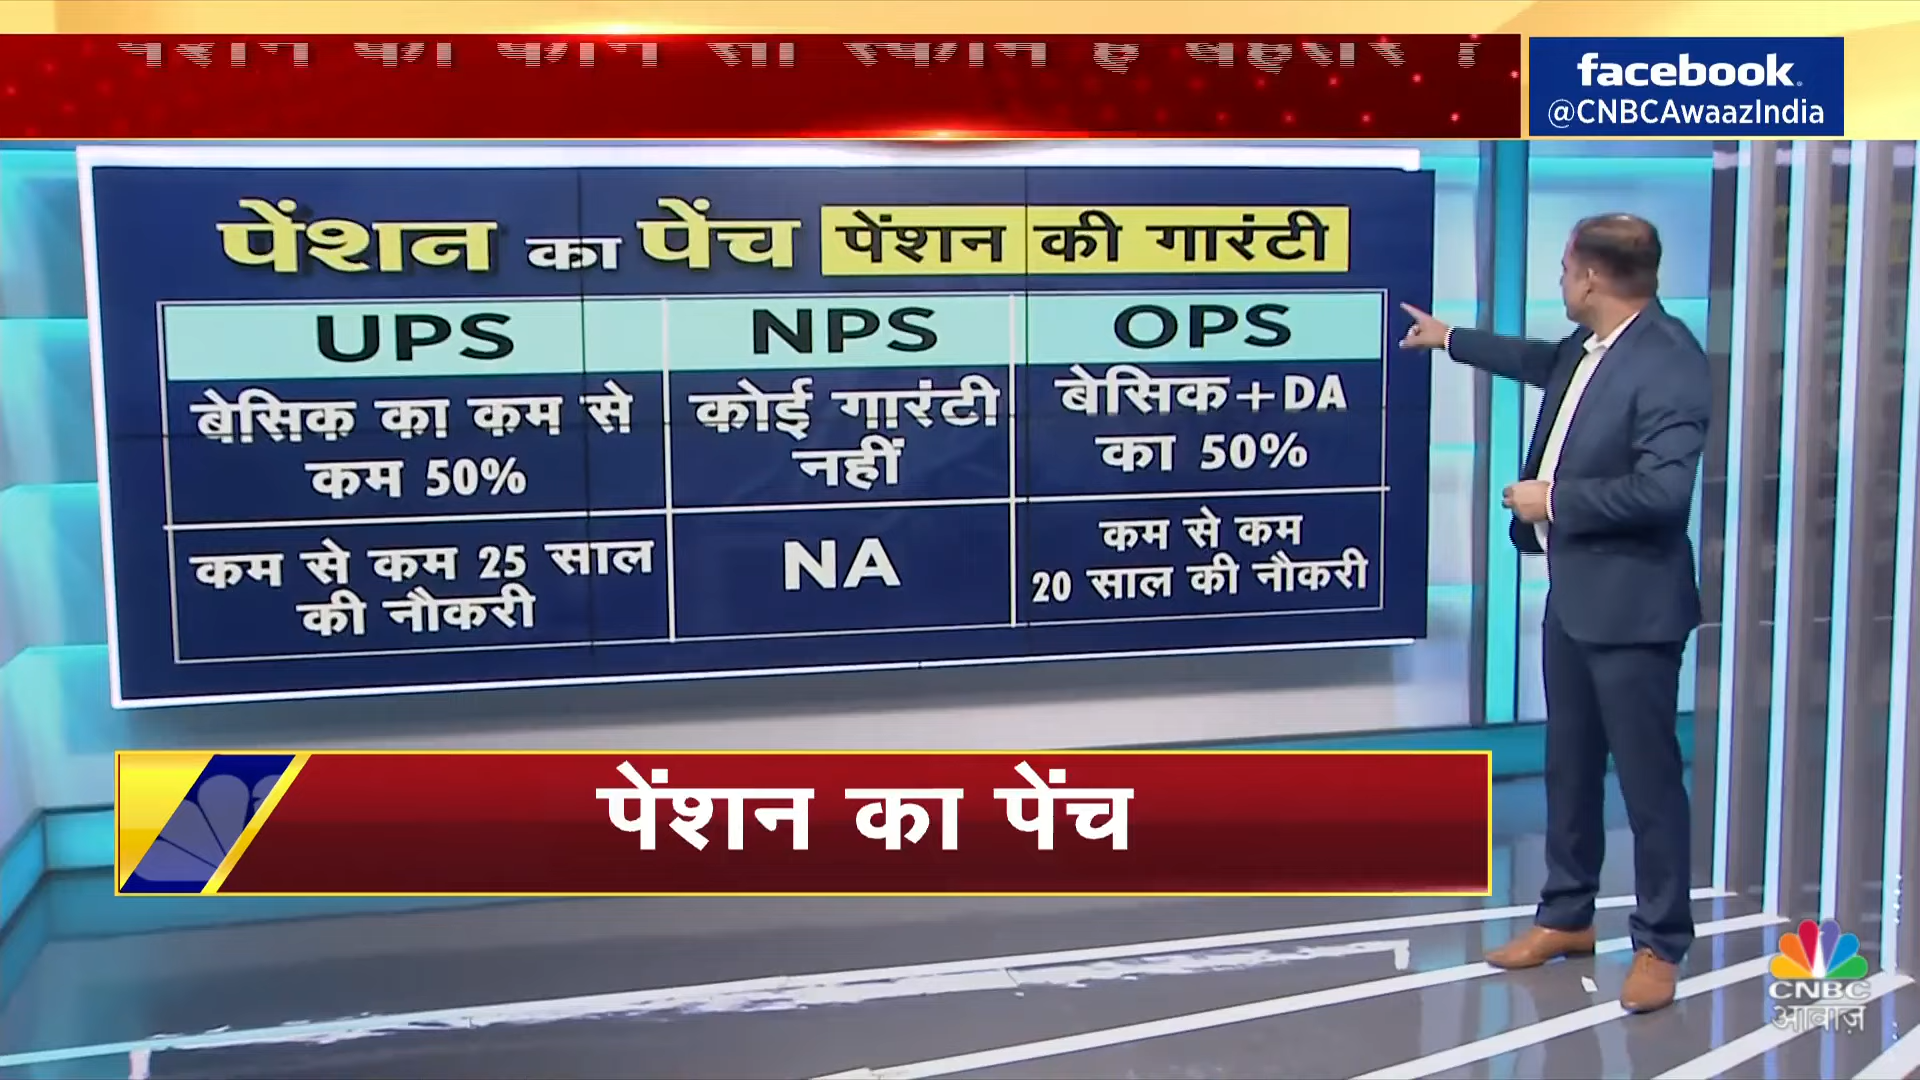 facebook.
@CNBCAwaazIndia
पेंशन का पेंच पेंशन की गारंटी
UPS NPS OPS
बेसिक का कम से
कम 50%
कोई गारंटी
नहीं
बेसिक+DA
का 50%
कम से कम 25 साल
की नौकरी
NA
कम से कम
20 साल की नौकरी
पेंशन का पेंच
CNBC
आवाज़